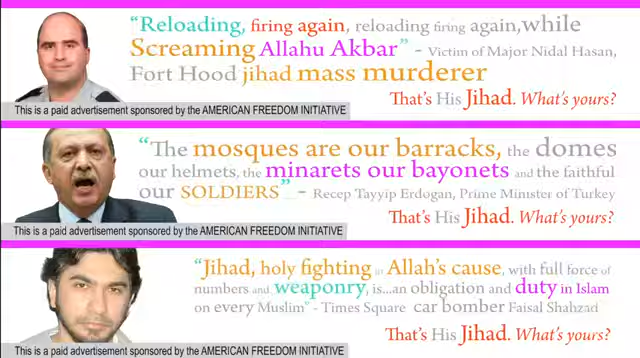 “Reloading, firing again, reloading firing again,while
Screaming Allahu Akbar” - Victim of Major Nidal Hasan,
Fort Hood jihad mass murderer
That's His Jihad. What's yours?
This is a paid advertisement sponsored by the AMERICAN FREEDOM INITIATIVE
“The mosques are our barracks, the domes
our helmets, the minarets our bayonets and the faithful
our SOLDIERS” - Recep Tayyip Erdogan, Prime Minister of Turkey
That's His Jihad. What's yours?
This is a paid advertisement sponsored by the AMERICAN FREEDOM INITIATIVE
“Jihad, holy fighting in Allah's cause, with full force of
numbers and weaponry, is...an obligation and duty in Islam
on every Muslim” - Times Square car bomber Faisal Shahzad
That's His Jihad. What's yours?
This is a paid advertisement sponsored by the AMERICAN FREEDOM INITIATIVE